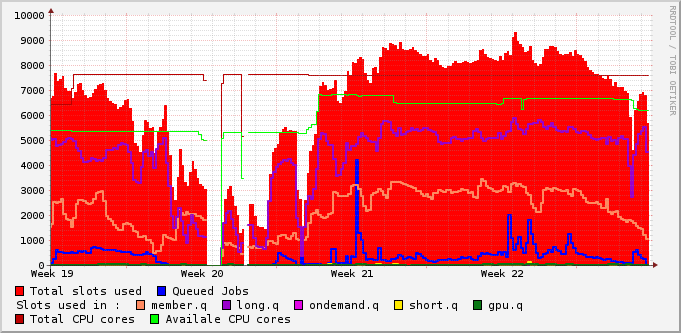 10000
9000
8000
7000
6000
5000
4000
3000
2000
1000
0
Week 19 Week 20 Week 21 Week 22
RRDTOOL / TOBI OETIKER
Total slots used Queued Jobs
Slots used in : member.q long.q ondemand.q short.q gpu.q
Total CPU cores Availale CPU cores